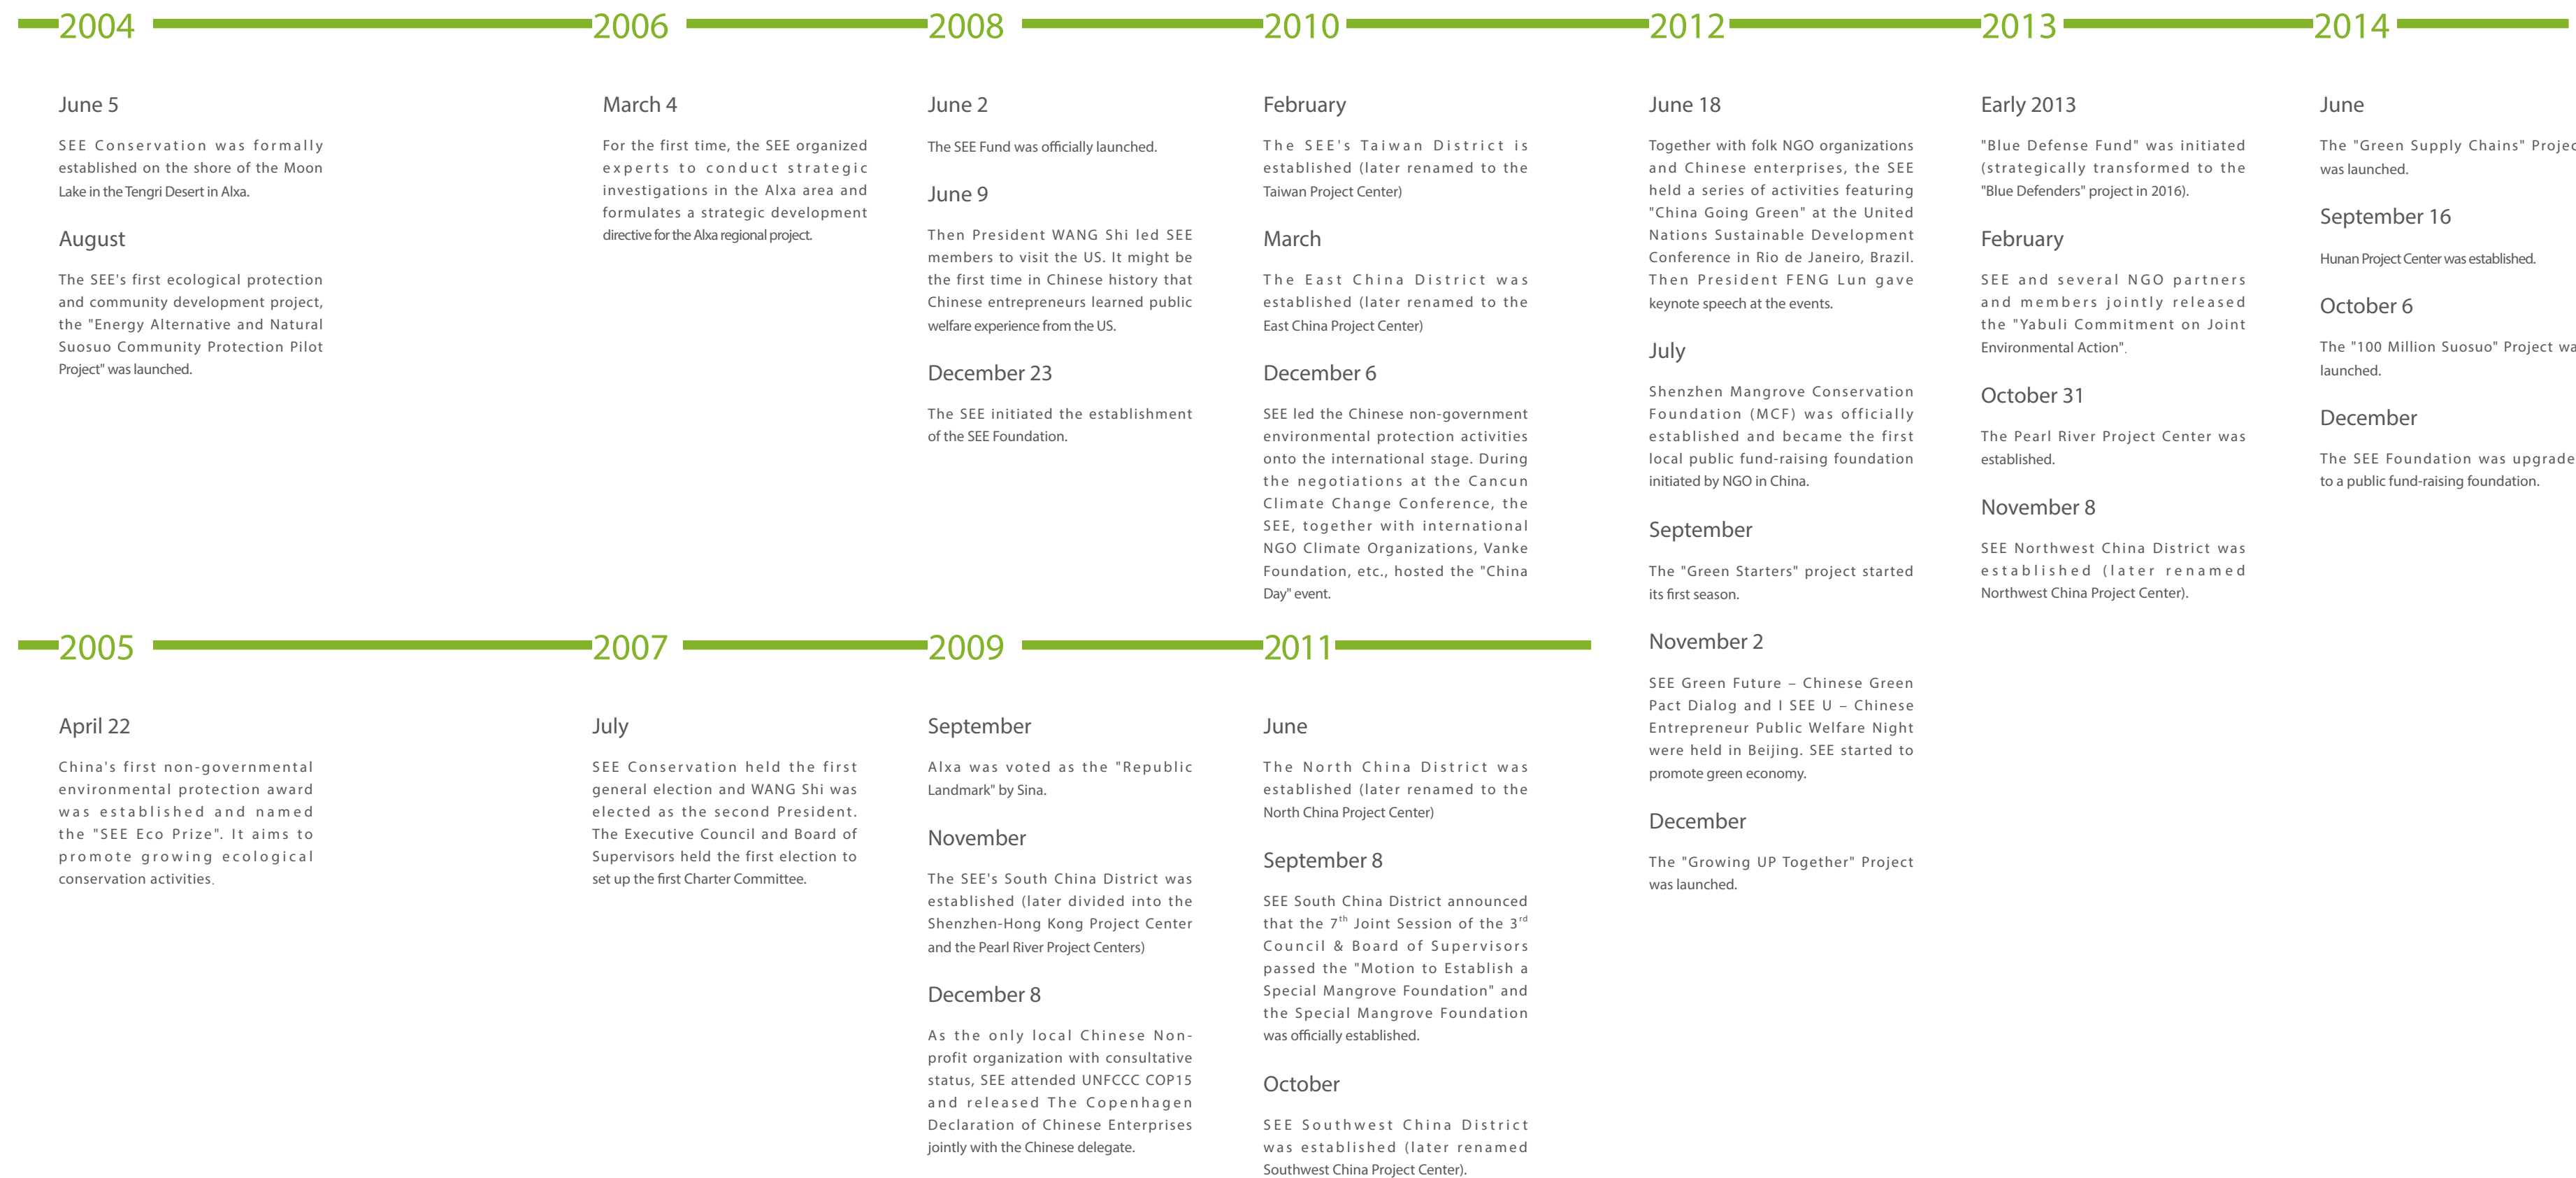 2004
June 5
SEE Conservation was formally
established on the shore of the Moon
Lake in the Tengri Desert in Alxa.
August
The SEE's first ecological protection
and community development project,
the "Energy Alternative and Natural
Suosuo Community Protection Pilot
Project" was launched.
2005
April 22
China's first non-governmental
environmental protection award
was established and named
the "SEE Eco Prize". It aims to
promote growing ecological
conservation activities.
2006
March 4
For the first time, the SEE organized
experts to conduct strategic
investigations in the Alxa area and
formulates a strategic development
directive for the Alxa regional project.
2007
July
SEE Conservation held the first
general election and WANG Shi was
elected as the second President.
The Executive Council and Board of
Supervisors held the first election to
set up the first Charter Committee.
2008
June 2
The SEE Fund was officially launched.
June 9
Then President WANG Shi led SEE
members to visit the US. It might be
the first time in Chinese history that
Chinese entrepreneurs learned public
welfare experience from the US.
December 23
The SEE initiated the establishment
of the SEE Foundation.
2009
September
Alxa was voted as the "Republic
Landmark" by Sina.
November
The SEE's South China District was
established (later divided into the
Shenzhen-Hong Kong Project Center
and the Pearl River Project Centers)
December 8
As the only local Chinese Non-
profit organization with consultative
status, SEE attended UNFCCC COP15
and released The Copenhagen
Declaration of Chinese Enterprises
jointly with the Chinese delegate.
2010
February
The SEE's Taiwan District is
established (later renamed to the
Taiwan Project Center)
March
The East China District was
established (later renamed to the
East China Project Center)
December 6
SEE led the Chinese non-government
environmental protection activities
onto the international stage. During
the negotiations at the Cancun
Climate Change Conference, the
SEE, together with international
NGO Climate Organizations, Vanke
Foundation, etc., hosted the "China
Day" event.
2011
June
The North China District was
established (later renamed to the
North China Project Center)
September 8
SEE South China District announced
that the 7th Joint Session of the 3rd
Council & Board of Supervisors
passed the "Motion to Establish a
Special Mangrove Foundation" and
the Special Mangrove Foundation
was officially established.
October
SEE Southwest China District
was established (later renamed
Southwest China Project Center).
2012
June 18
Together with folk NGO organizations
and Chinese enterprises, the SEE
held a series of activities featuring
"China Going Green" at the United
Nations Sustainable Development
Conference in Rio de Janeiro, Brazil.
Then President FENG Lun gave
keynote speech at the events.
July
Shenzhen Mangrove Conservation
Foundation (MCF) was officially
established and became the first
local public fund-raising foundation
initiated by NGO in China.
September
The "Green Starters" project started
its first season.
November 2
SEE Green Future – Chinese Green
Pact Dialog and I SEE U – Chinese
Entrepreneur Public Welfare Night
were held in Beijing. SEE started to
promote green economy.
December
The "Growing UP Together" Project
was launched.
2013
Early 2013
"Blue Defense Fund" was initiated
(strategically transformed to the
"Blue Defenders" project in 2016).
February
SEE and several NGO partners
and members jointly released
the "Yabuli Commitment on Joint
Environmental Action".
October 31
The Pearl River Project Center was
established.
November 8
SEE Northwest China District was
established (later renamed
Northwest China Project Center).
2014
June
The "Green Supply Chains" Projec
was launched.
September 16
Hunan Project Center was established.
October 6
The "100 Million Suosuo" Project wa
launched.
December
The SEE Foundation was upgrade
to a public fund-raising foundation.